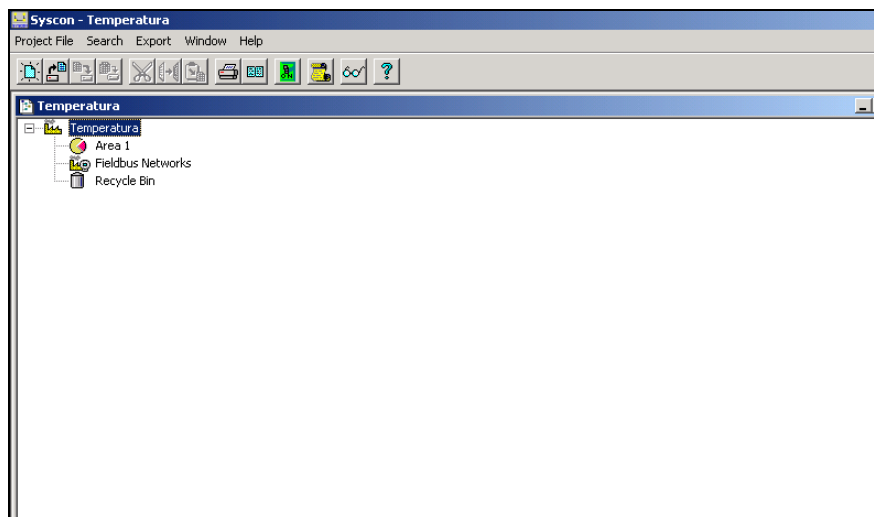 Syscon - Temperatura
Project File Search Export Window Help
Temperatura
Temperatura
Area 1
Fieldbus Networks
Recycle Bin